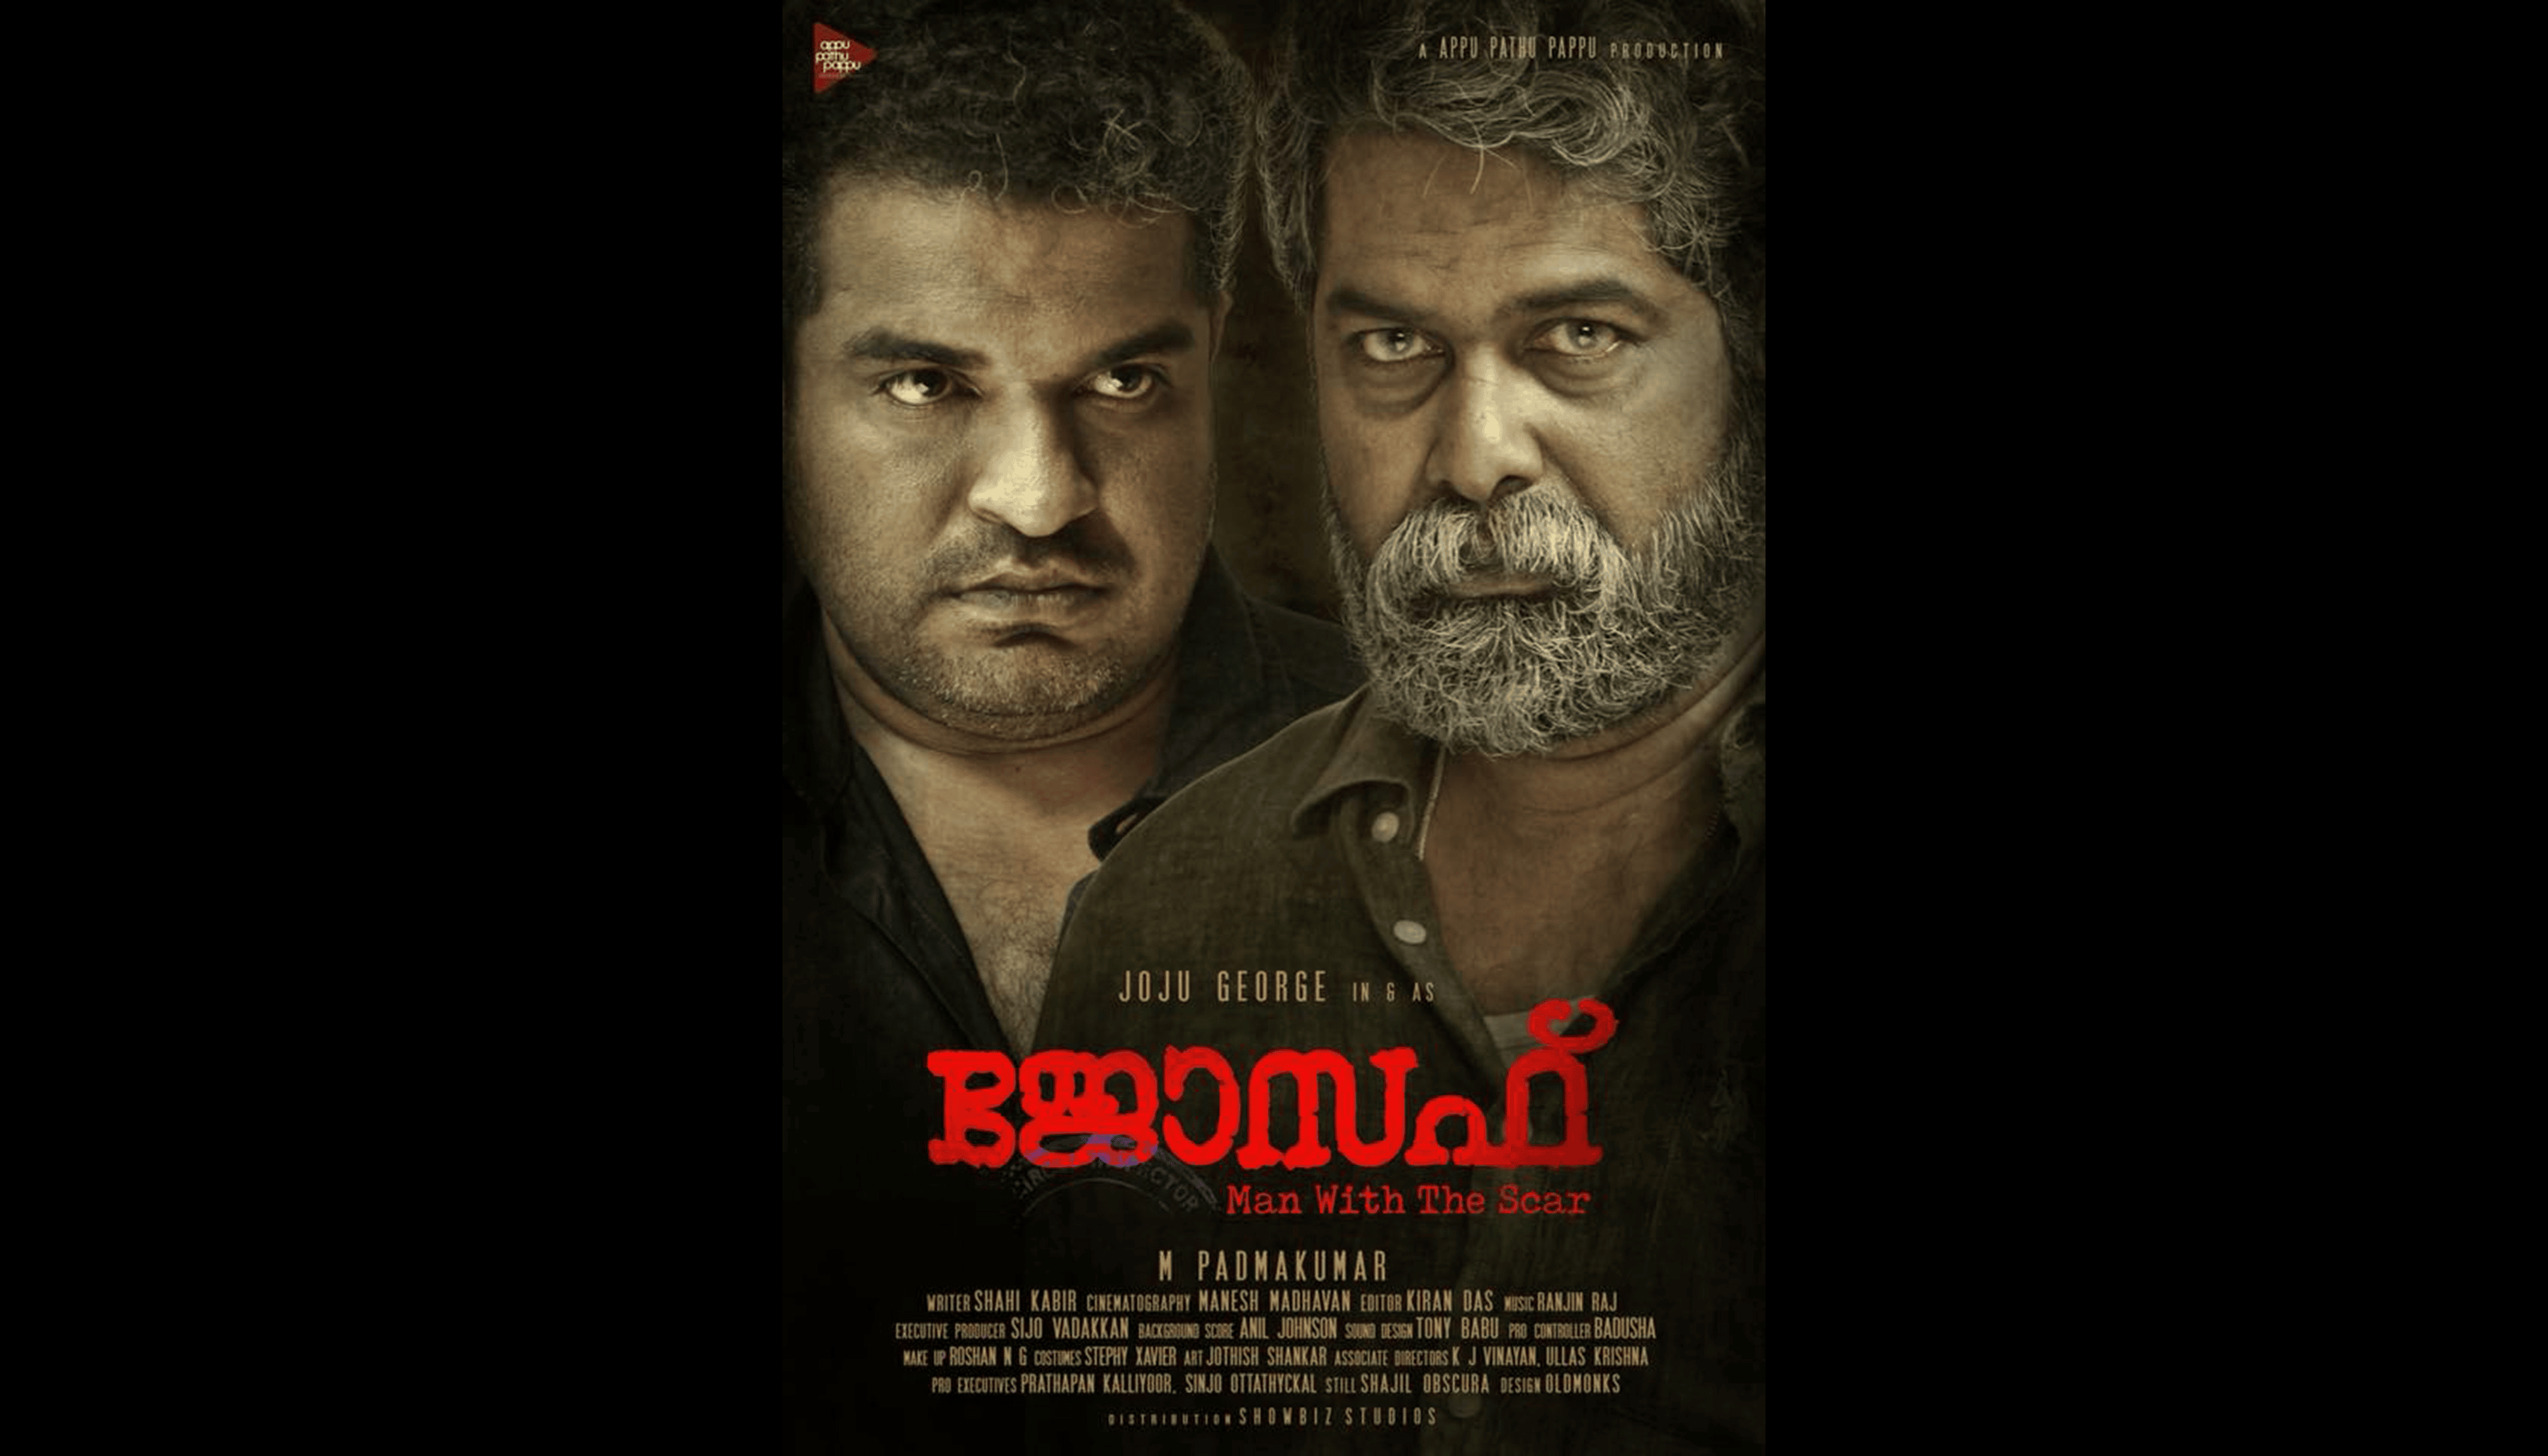 appu
pathu
pappu
A APPU PATHU PAPPU PRODUCTION
JOJU GEORGE IN & AS
ജോസഫ്
Man With The Scar
M PADMAKUMAR
WRITER SHAHI KABIR CINEMATOGRAPHY MANESH MADHAVAN EDITOR KIRAN DAS MUSIC RANJIN RAJ
EXECUTIVE PRODUCER SIJO VADAKKAN BACKGROUND SCORE ANIL JOHNSON SOUND DESIGN TONY BABU PRO CONTROLLER BADUSHA
MAKE UP ROSHAN N G COSTUMES STEPHY XAVIER ART JOTHISH SHANKAR ASSOCIATE DIRECTORS K J VINAYAN, ULLAS KRISHNA
PRO EXECUTIVES PRATHAPAN KALLIYOOR, SINJO OTTATHYCKAL STILL SHAJIL OBSCURA DESIGN OLDMONKS
DISTRIBUTION SHOWBIZ STUDIOS